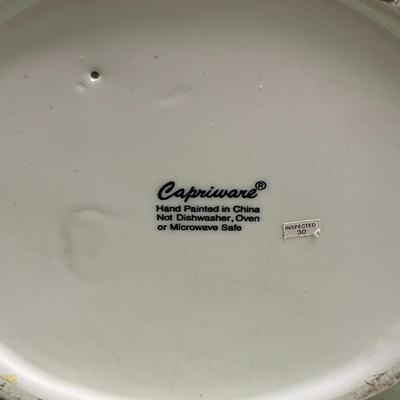 Capriware®
Hand Painted in China
Not Dishwasher, Oven
or Microwave Safe
INSPECTED
30